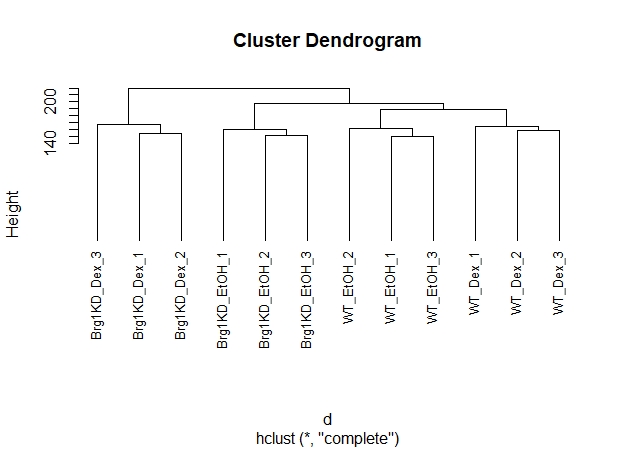 Height
140 200
Brg1KD_Dex_3
Brg1KD_Dex_1
Brg1KD_Dex_2
Brg1KD_EtOH_1
Brg1KD_EtOH_2
Brg1KD_EtOH_3
WT_EtOH_2
WT_EtOH_1
WT_EtOH_3
WT_Dex_1
WT_Dex_2
WT_Dex_3
Cluster Dendrogram
d
hclust (*, "complete")